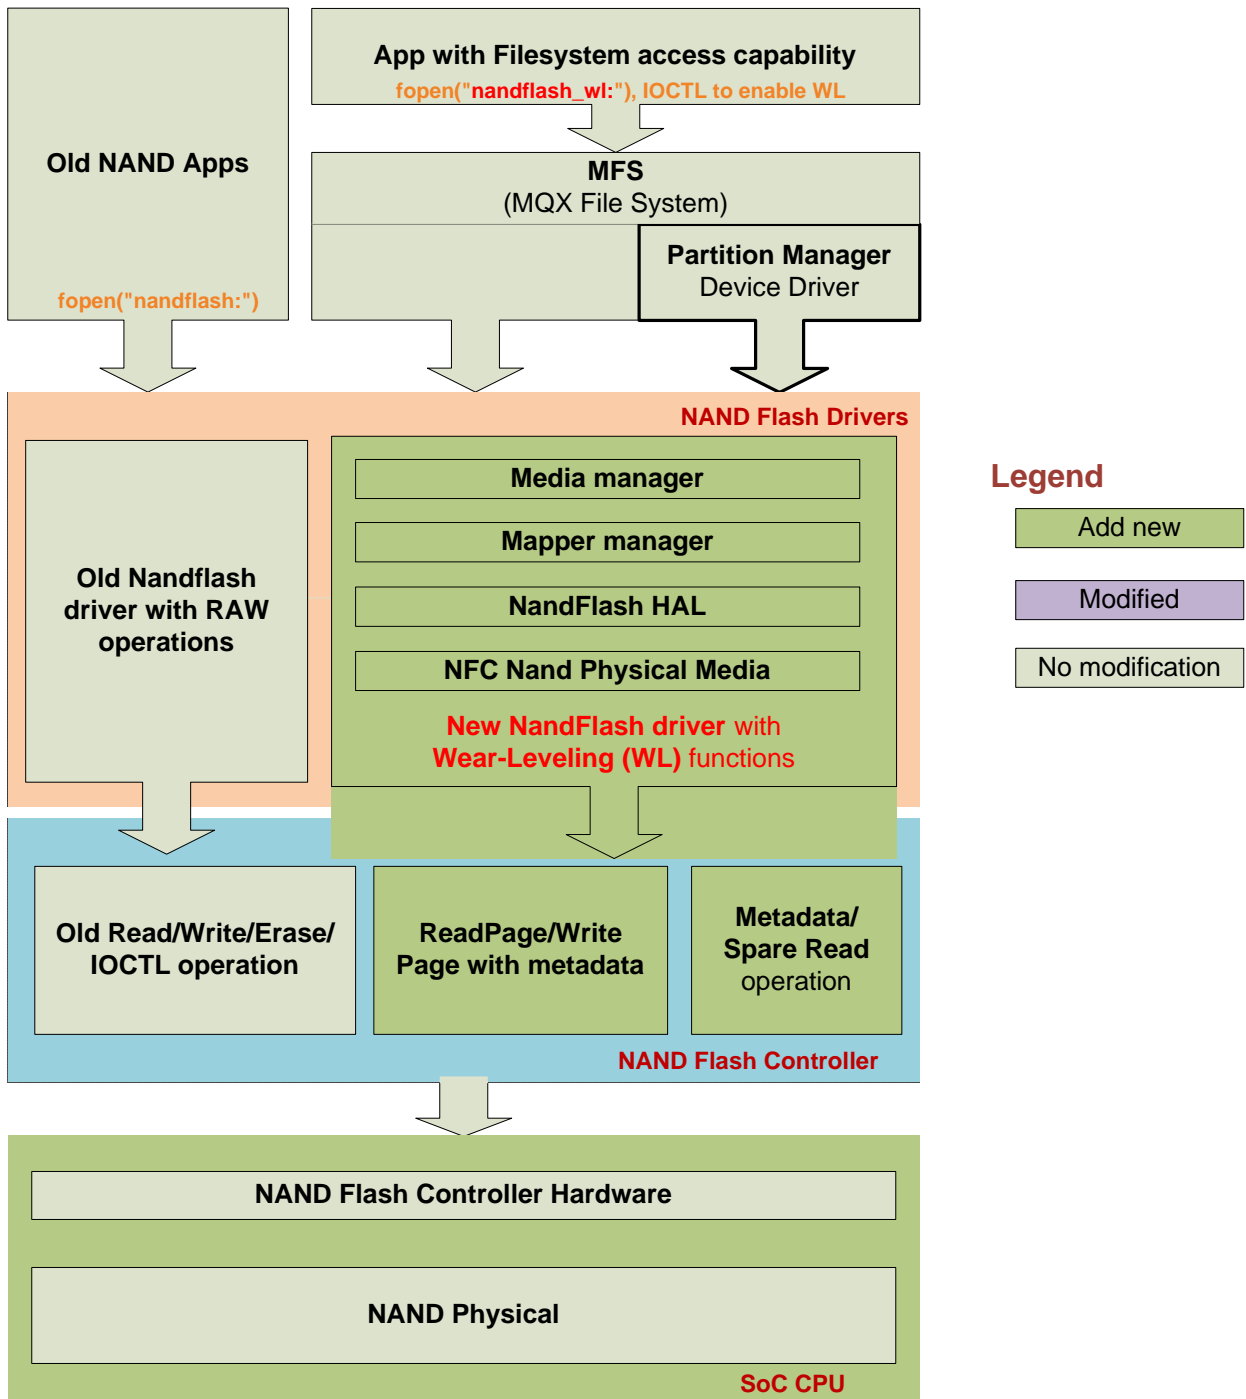 Old NAND Apps
fopen("nandflash:")
App with Filesystem access capability
fopen("nandflash_wl:"), IOCTL to enable WL
MFS
(MQX File System)
Partition Manager
Device Driver
NAND Flash Drivers
Old Nandflash
driver with RAW
operations
Media manager
Mapper manager
NandFlash HAL
NFC Nand Physical Media
New NandFlash driver with
Wear-Leveling (WL) functions
Old Read/Write/Erase/
IOCTL operation
ReadPage/Write
Page with metadata
Metadata/
Spare Read
operation
NAND Flash Controller
NAND Flash Controller Hardware
NAND Physical
SoC CPU
Legend
Add new
Modified
No modification